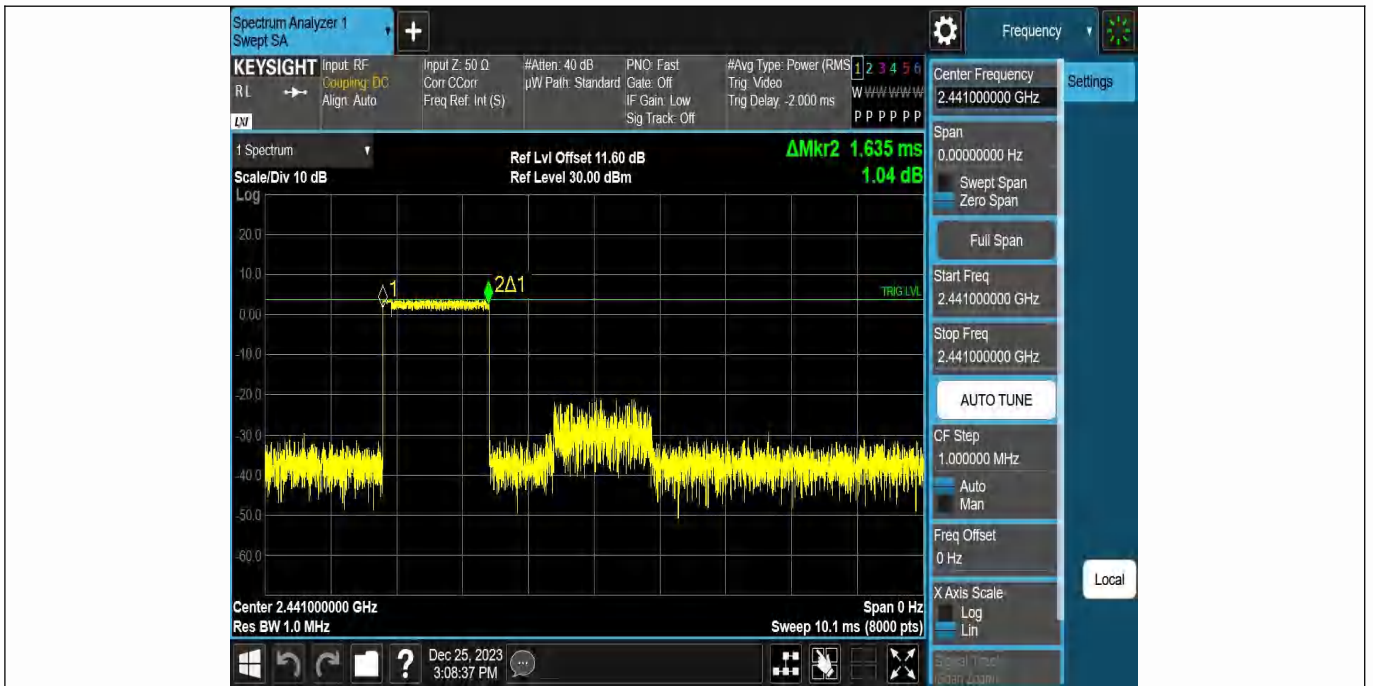 Spectrum Analyzer 1
Swept SA
+
Frequency
KEYSIGHT
RL
LXI
Input: RF
Coupling: DC
Align: Auto
Input Z: 50 Ω
Corr CCorr
Freq Ref: Int (S)
#Atten: 40 dB
µW Path: Standard
PNO: Fast
Gate: Off
IF Gain: Low
Sig Track: Off
#Avg Type: Power (RMS
Trig: Video
Trig Delay: -2.000 ms
1 2 3 4 5 6
W W W W W W
P P P P P P
Center Frequency
2.441000000 GHz
Settings
Span
0.00000000 Hz
Swept Span
Zero Span
Full Span
Start Freq
2.441000000 GHz
Stop Freq
2.441000000 GHz
AUTO TUNE
CF Step
1.000000 MHz
Auto
Man
Freq Offset
0 Hz
X Axis Scale
Log
Lin
Signal Track
(Span Zoom)
Local
1 Spectrum
Scale/Div 10 dB
Log
Ref Lvl Offset 11.60 dB
Ref Level 30.00 dBm
ΔMkr2 1.635 ms
1.04 dB
20.0
10.0
0.00
-10.0
-20.0
-30.0
-40.0
-50.0
-60.0
1
2Δ1
TRIG LVL
Center 2.441000000 GHz
Res BW 1.0 MHz
Span 0 Hz
Sweep 10.1 ms (8000 pts)
?
Dec 25, 2023
3:08:37 PM